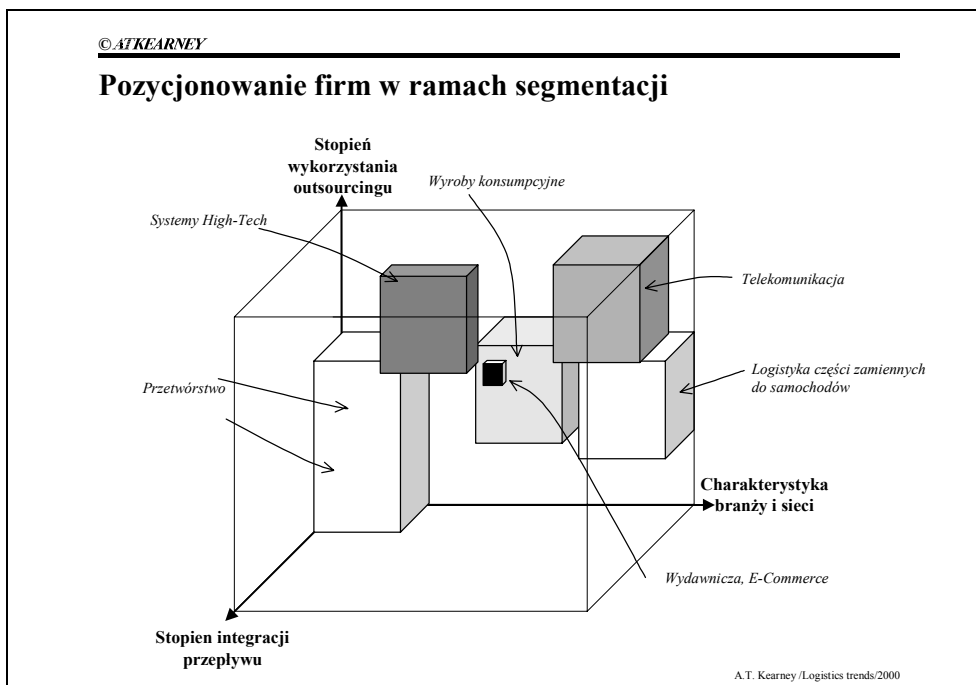 © ATKEARNEY
Pozycjonowanie firm w ramach segmentacji
Stopień
wykorzystania
outsourcingu
Wyroby konsumpcyjne
Systemy High-Tech
Telekomunikacja
Przetwórstwo
Logistyka części zamiennych
do samochodów
Charakterystyka
branży i sieci
Wydawnicza, E-Commerce
Stopien integracji
przepływu
A.T. Kearney /Logistics trends/2000